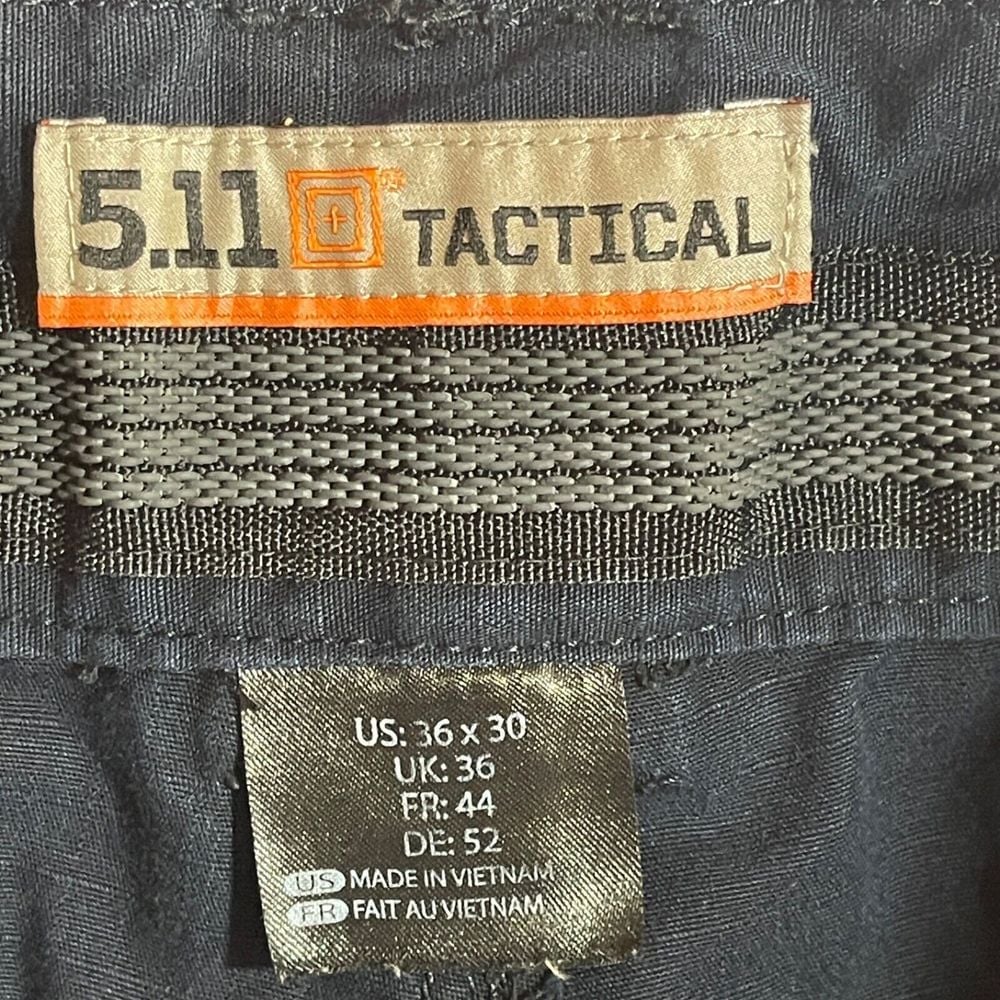 5.11 TACTICAL
US: 36 x 30
UK: 36
FR: 44
DE: 52
US MADE IN VIETNAM
FR FAIT AU VIETNAM